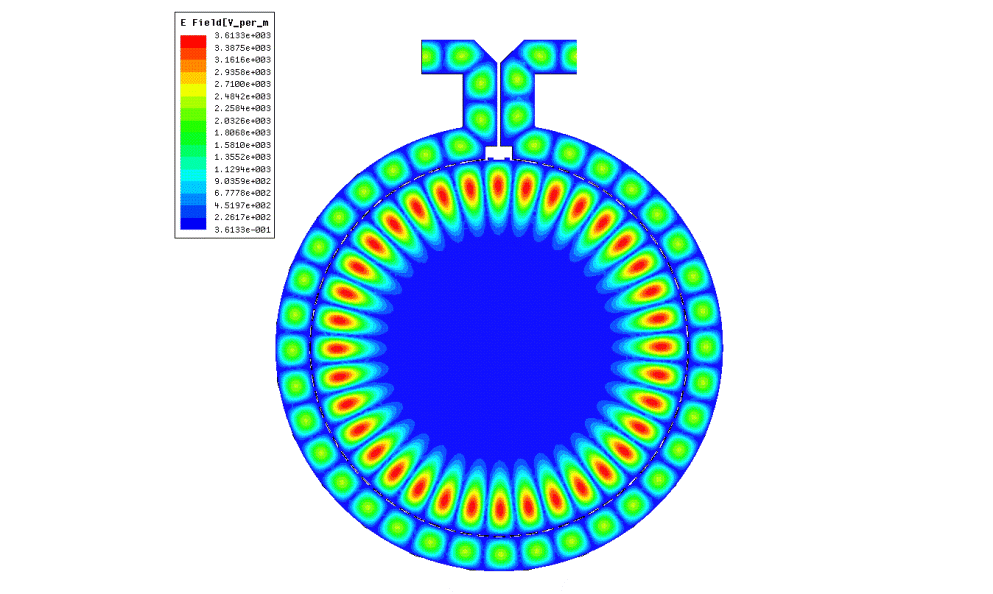 E Field[V_per_m
3.6133e+003
3.3875e+003
3.1616e+003
2.9358e+003
2.7100e+003
2.4842e+003
2.2584e+003
2.0326e+003
1.8068e+003
1.5810e+003
1.3552e+003
1.1294e+003
9.0359e+002
6.7778e+002
4.5197e+002
2.2617e+002
3.6133e-001